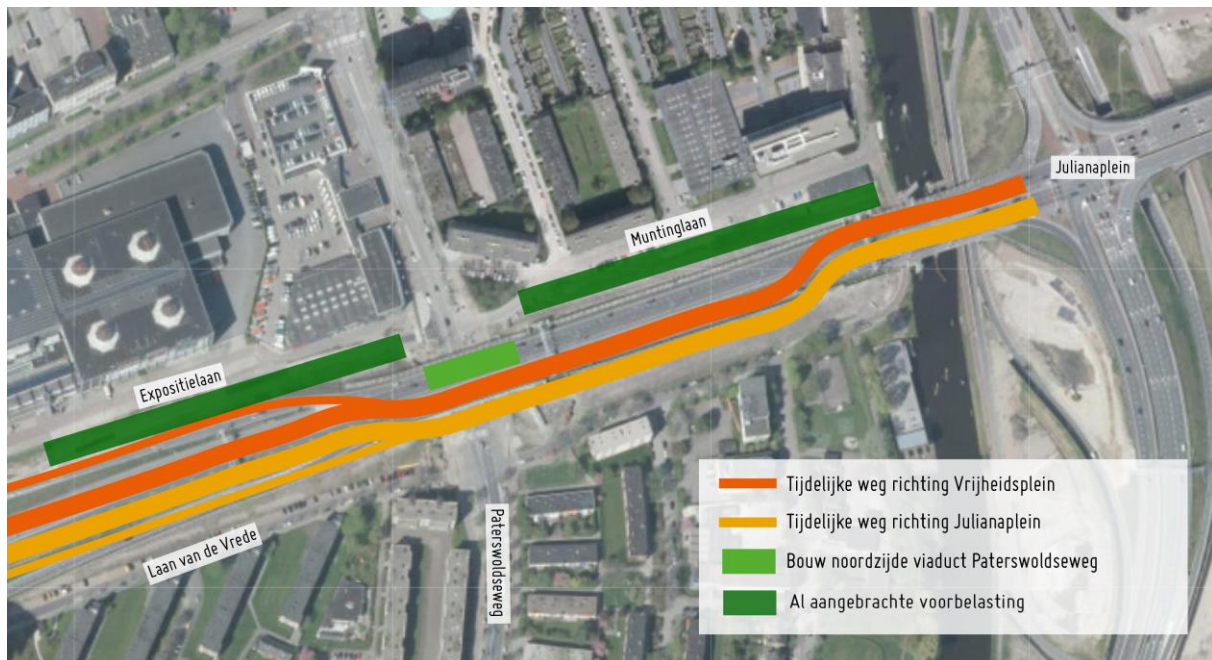 Julianaplein
Muntinglaan
Expositielaan
Laan van de Vrede
Paterswoldseweg
Tijdelijke weg richting Vrijheidsplein
Tijdelijke weg richting Julianaplein
Bouw noordzijde viaduct Paterswoldseweg
Al aangebrachte voorbelasting